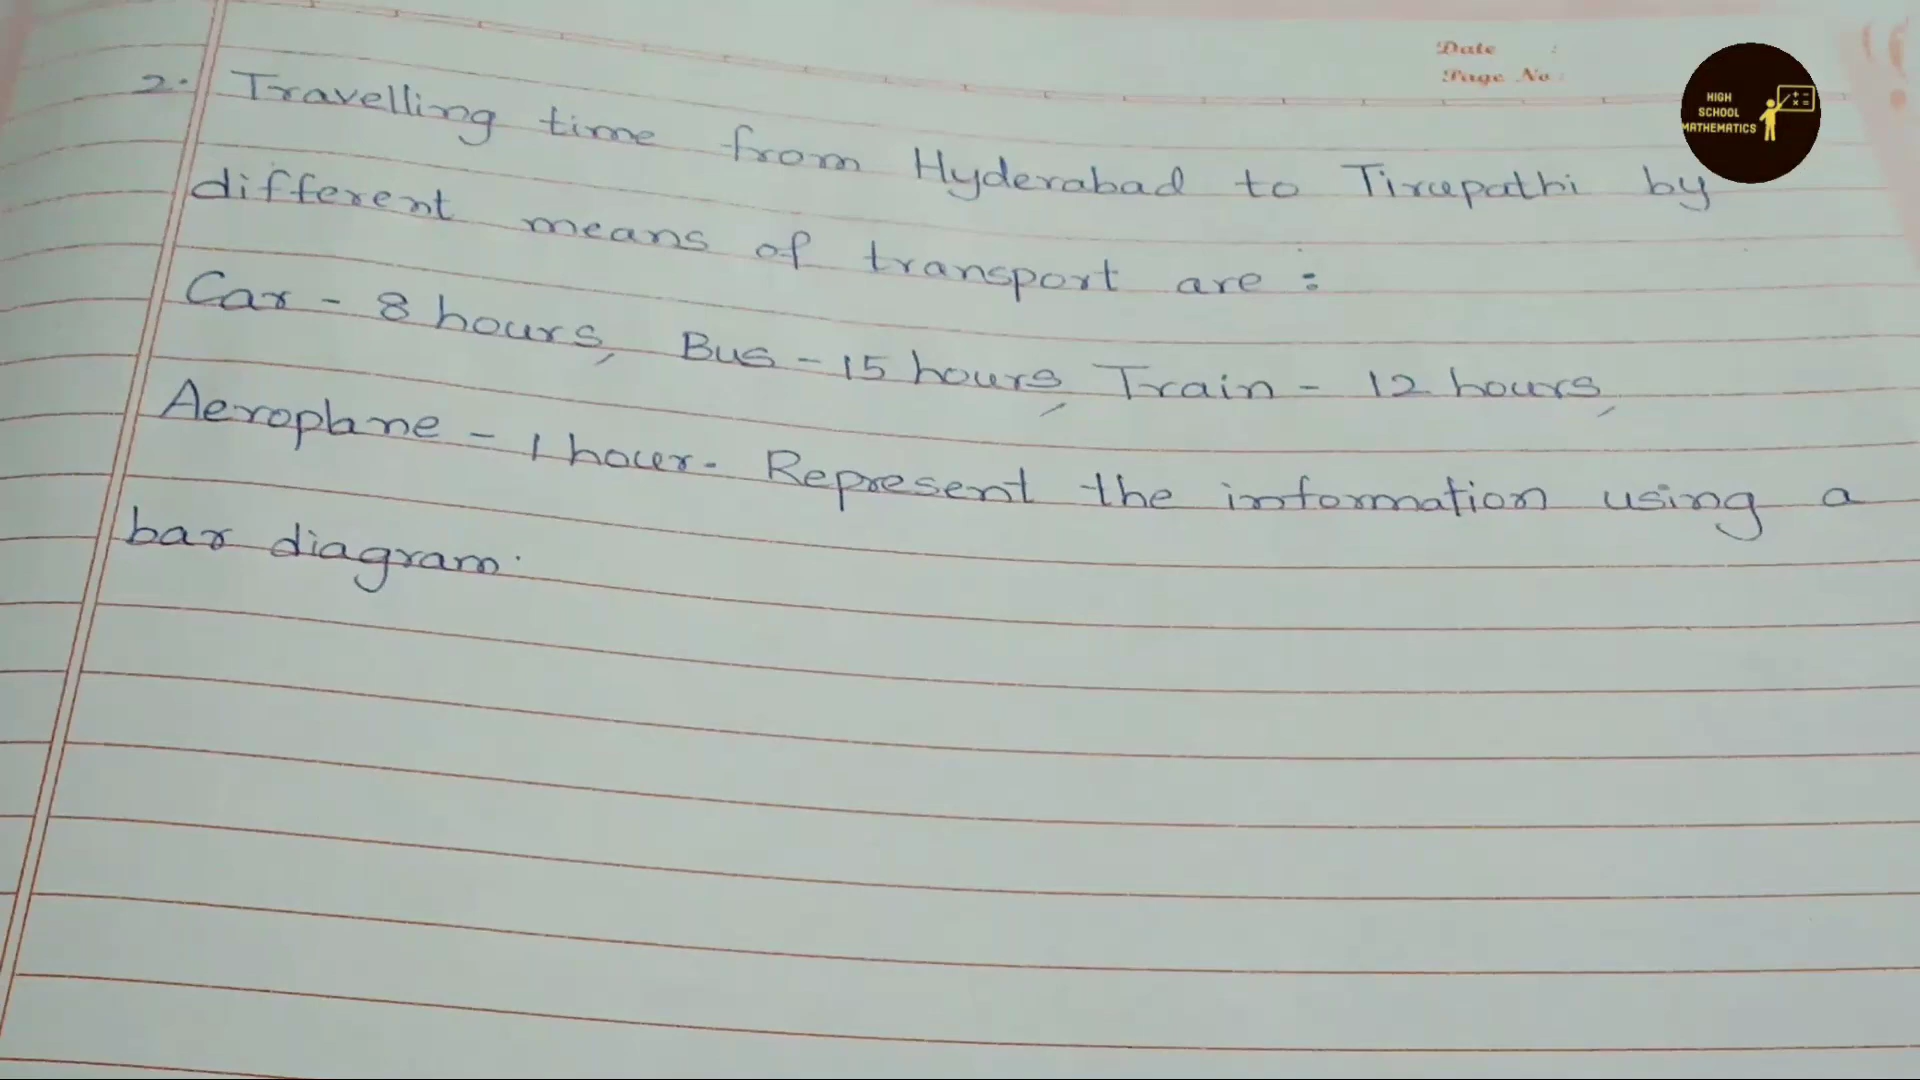 Date :
Page No :
HIGH
SCHOOL
MATHEMATICS
2. Travelling time from Hyderabad to Tirupathi by
different means of transport are :
Car - 8 hours, Bus - 15 hours, Train - 12 hours,
Aeroplane - 1 hour. Represent the information using a
bar diagram.